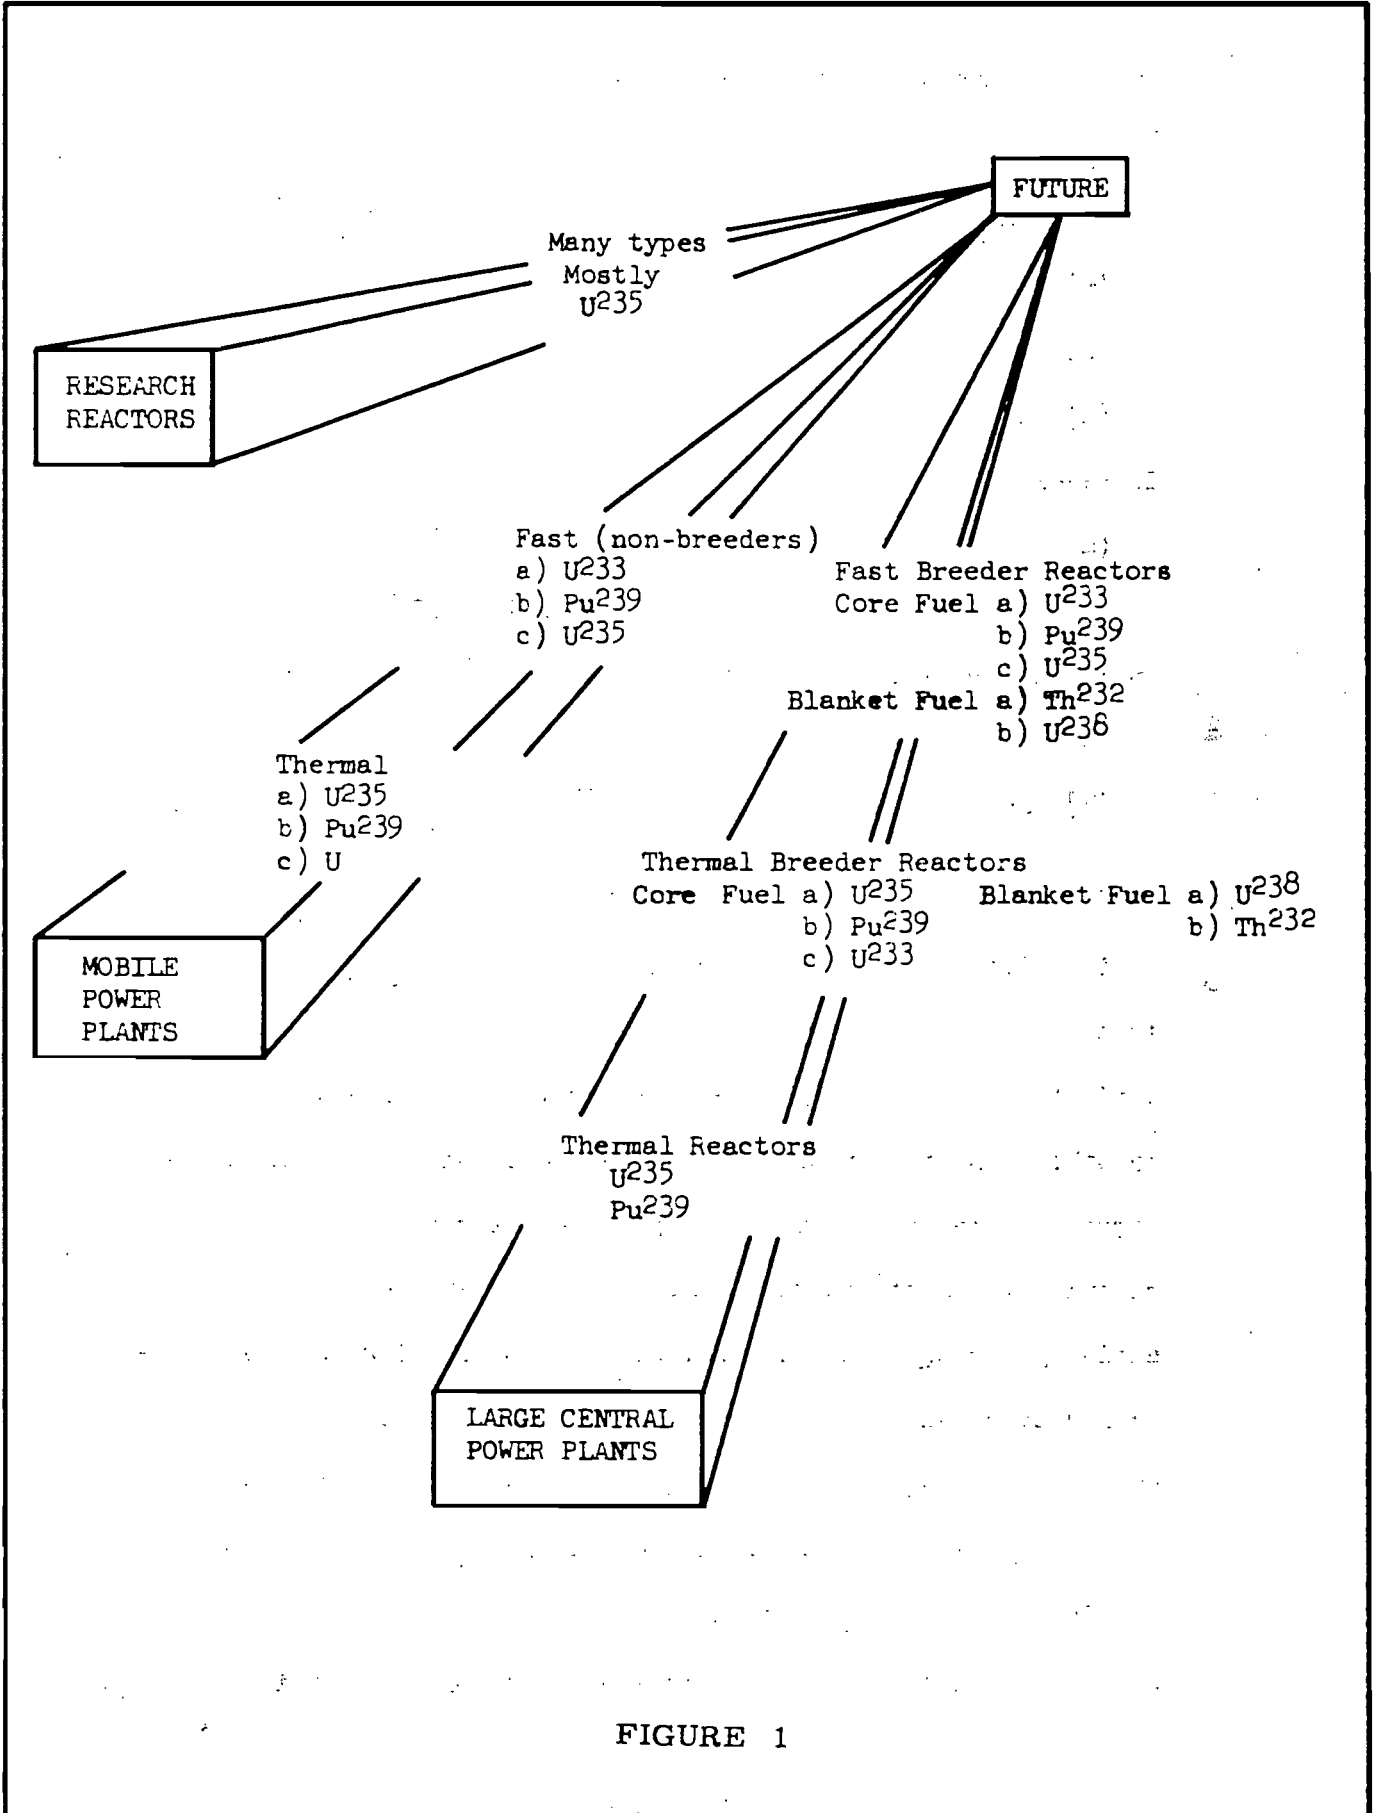 FUTURE
Many types
Mostly
U235
RESEARCH
REACTORS
Fast (non-breeders)
a) U233
b) Pu239
c) U235
Fast Breeder Reactors
Core Fuel a) U233
b) Pu239
c) U235
Blanket Fuel a) Th232
b) U238
Thermal
a) U235
b) Pu239
c) U
Thermal Breeder Reactors
Core Fuel a) U235
b) Pu239
c) U233
Blanket Fuel a) U238
b) Th232
MOBILE
POWER
PLANTS
Thermal Reactors
U235
Pu239
LARGE CENTRAL
POWER PLANTS
FIGURE 1